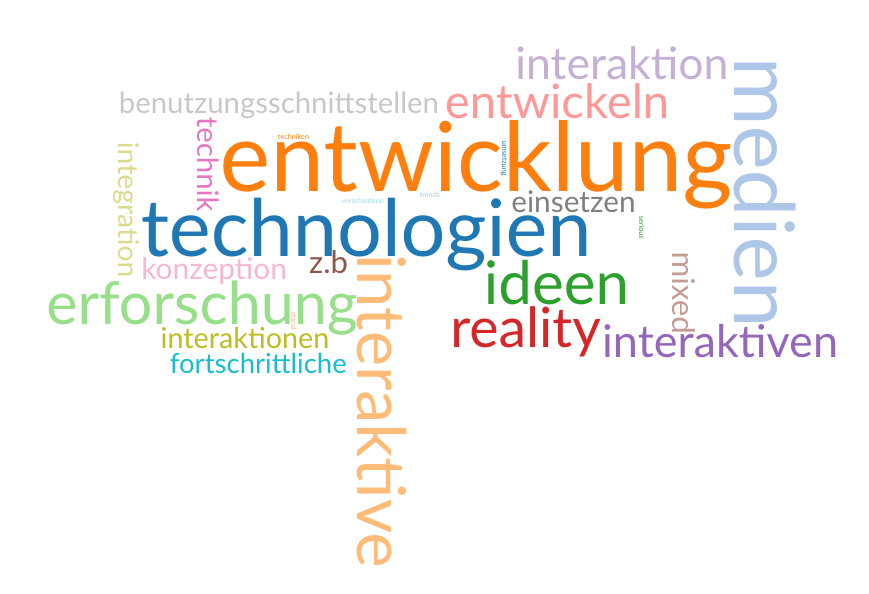 interaktion
medien
benutzungsschnittstellen
entwickeln
entwicklung
techniken
technik
umsetzung
integration
verschiedene
trends
einsetzen
technologien
serious
konzeption
z.b
interaktive
ideen
mixed
erforschung
reality
interaktiven
interaktionen
fortschrittliche